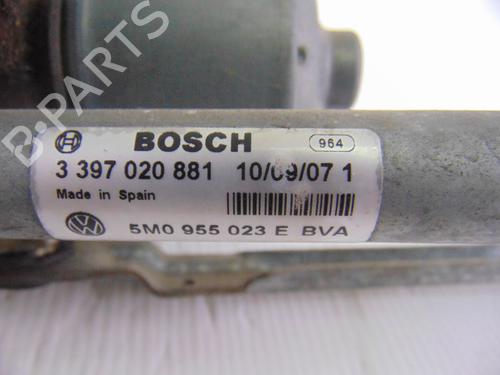 B-PARTS
BOSCH 964
3 397 020 881 10/09/07 1
Made in Spain
5M0 955 023 E BVA